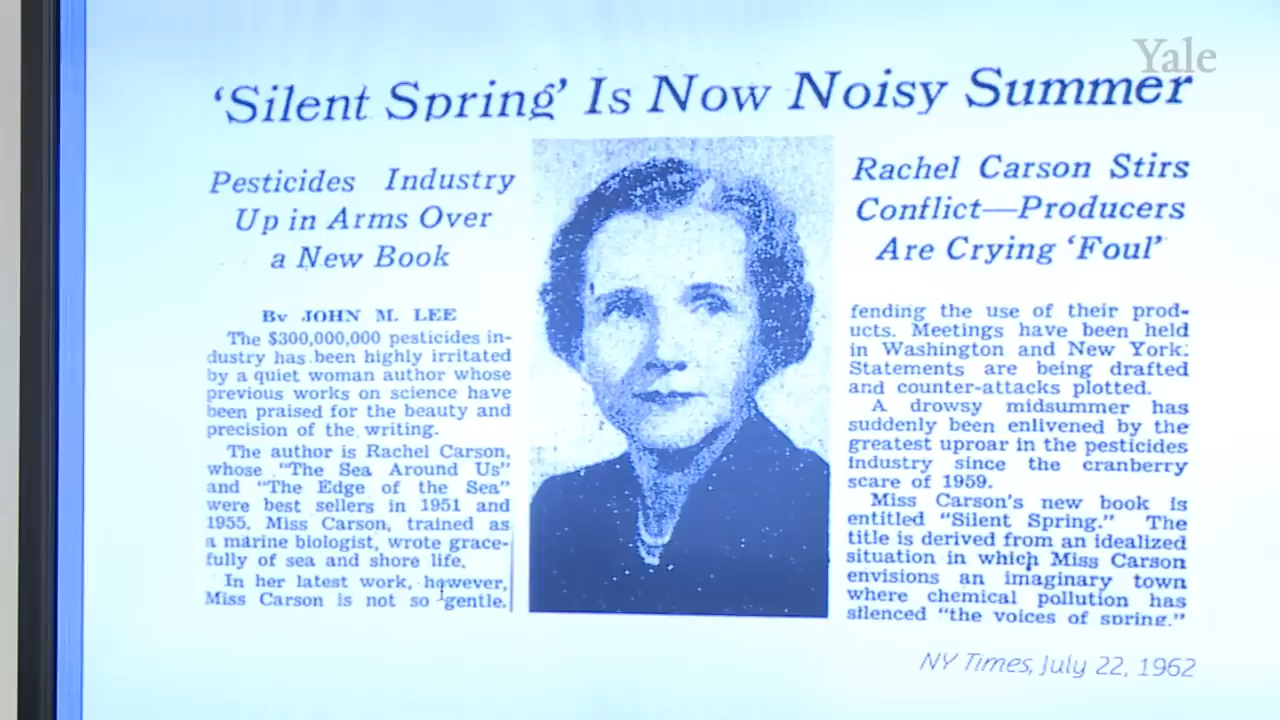 Yale
'Silent Spring' Is Now Noisy Summer
Pesticides Industry
Up in Arms Over
a New Book
Rachel Carson Stirs
Conflict—Producers
Are Crying 'Foul'
By JOHN M. LEE
The $300,000,000 pesticides in-
dustry has been highly irritated
by a quiet woman author whose
previous works on science have
been praised for the beauty and
precision of the writing.
The author is Rachel Carson,
whose "The Sea Around Us"
and "The Edge of the Sea"
were best sellers in 1951 and
1955. Miss Carson, trained as
a marine biologist, wrote grace-
fully of sea and shore life.
In her latest work, however,
Miss Carson is not so gentle.
fending the use of their prod-
ucts. Meetings have been held
in Washington and New York.
Statements are being drafted
and counter-attacks plotted.
A drowsy midsummer has
suddenly been enlivened by the
greatest uproar in the pesticides
industry since the cranberry
scare of 1959.
Miss Carson's new book is
entitled "Silent Spring." The
title is derived from an idealized
situation in which Miss Carson
envisions an imaginary town
where chemical pollution has
silenced "the voices of spring."
NY Times, July 22, 1962